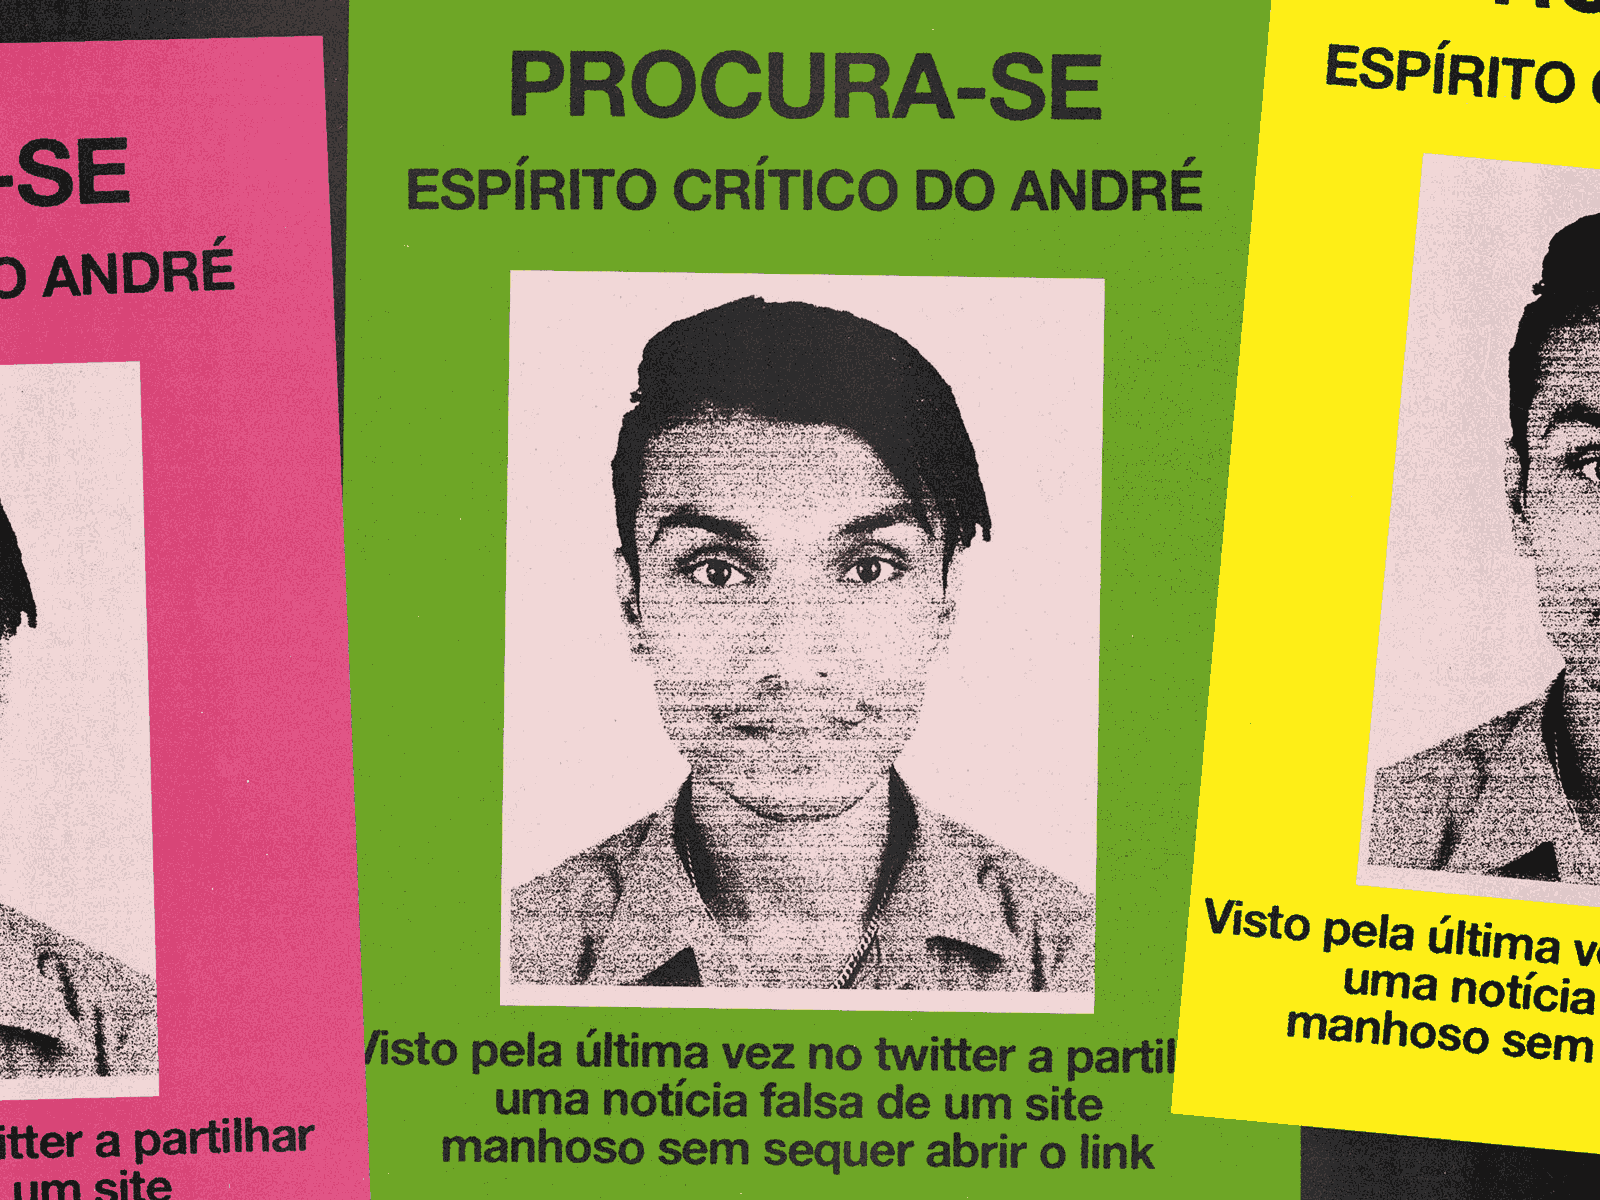 -SE
O ANDRÉ
itter a partilhar
um site
PROCURA-SE
ESPÍRITO CRÍTICO DO ANDRÉ
Visto pela última vez no twitter a partil
uma notícia falsa de um site
manhoso sem sequer abrir o link
ESPÍRITO
Visto pela última
uma notícia
manhoso sem